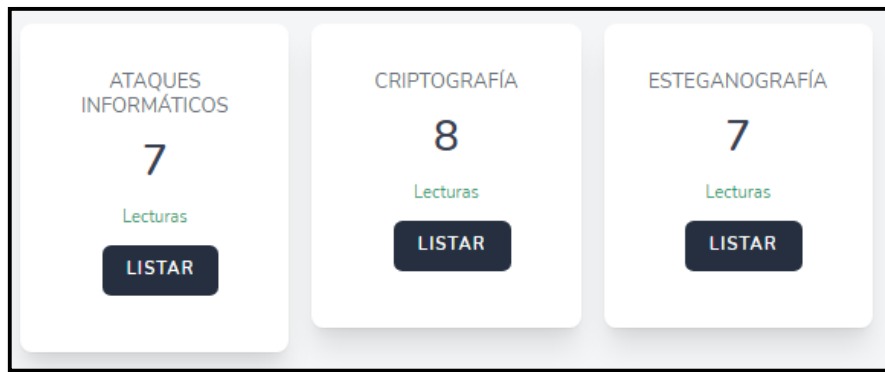 ATAQUES
INFORMÁTICOS
7
Lecturas
LISTAR
CRIPTOGRAFÍA
8
Lecturas
LISTAR
ESTEGANOGRAFÍA
7
Lecturas
LISTAR